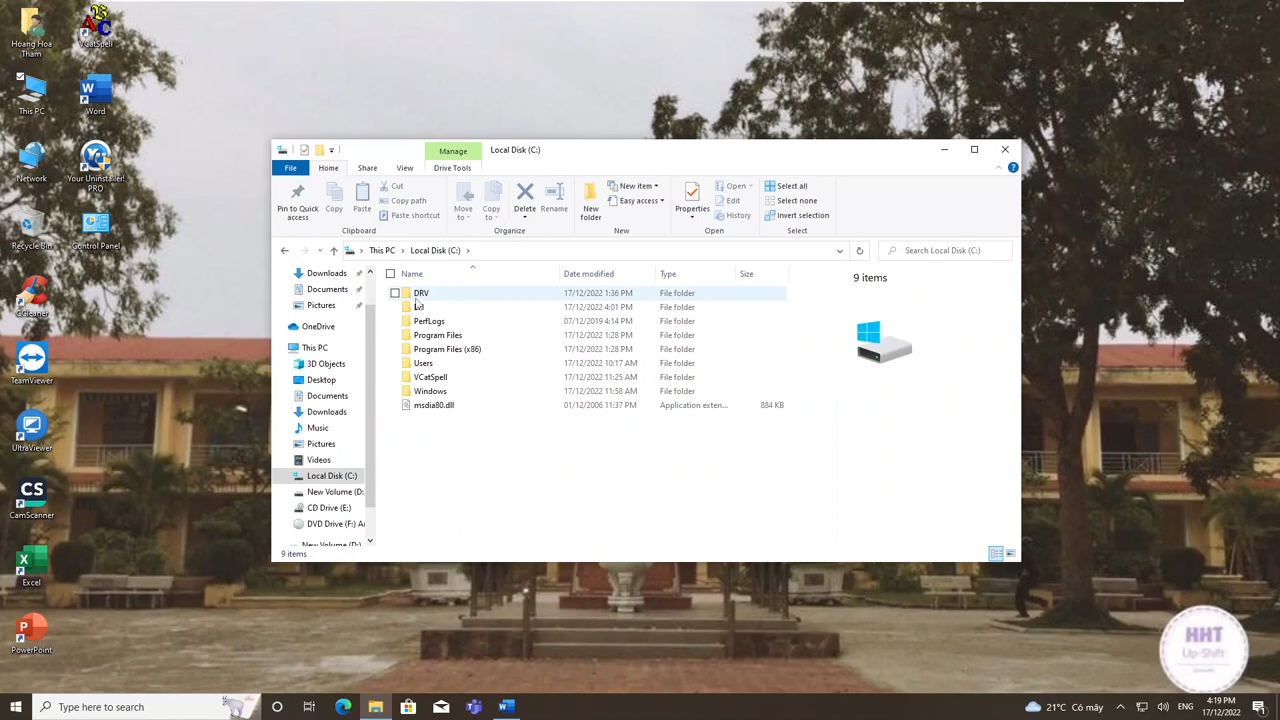 Hoang Hoa Tham
VCatSpell
This PC
Word
Network
Your Uninstaller! PRO
Recycle Bin
Control Panel
CCleaner
TeamViewer
UltraViewer
CS
CamScanner
Excel
PowerPoint
Manage
Local Disk (C:)
File
Home
Share
View
Drive Tools
Pin to Quick access
Copy
Paste
Cut
Copy path
Paste shortcut
Move to
Copy to
Delete
Rename
New folder
New item
Easy access
Properties
Open
Edit
History
Select all
Select none
Invert selection
Clipboard
Organize
New
Open
Select
This PC > Local Disk (C:) >
Search Local Disk (C:)
Downloads
Documents
Pictures
OneDrive
This PC
3D Objects
Desktop
Documents
Downloads
Music
Pictures
Videos
Local Disk (C:)
New Volume (D:
CD Drive (E:)
DVD Drive (F:) A
New Volume (D:)
Name Date modified Type Size
DRV 17/12/2022 1:36 PM File folder
17/12/2022 4:01 PM File folder
PerfLogs 07/12/2019 4:14 PM File folder
Program Files 17/12/2022 1:28 PM File folder
Program Files (x86) 17/12/2022 1:28 PM File folder
Users 17/12/2022 10:17 AM File folder
VCatSpell 17/12/2022 11:25 AM File folder
Windows 17/12/2022 11:58 AM File folder
msdia80.dll 01/12/2006 11:37 PM Application exten... 884 KB
9 items
9 items
HHT
Up-Shift
Type here to search
21°C Có mây
ENG
4:19 PM
17/12/2022